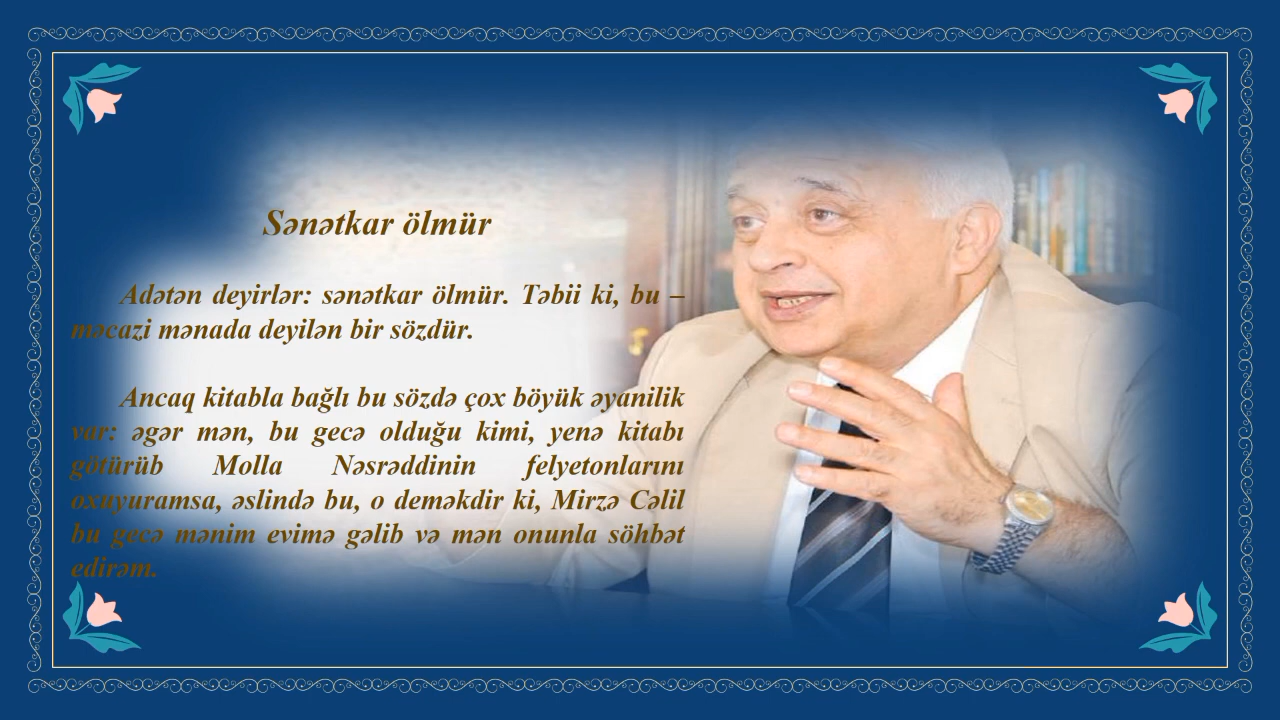 Sənətkar ölmür
Adətən deyirlər: sənətkar ölmür. Təbii ki, bu –
məcazi mənada deyilən bir sözdür.
Ancaq kitabla bağlı bu sözdə çox böyük əyanilik
var: əgər mən, bu gecə olduğu kimi, yenə kitabı
götürüb Molla Nəsrəddinin felyetonlarını
oxuyuramsa, əslində bu, o deməkdir ki, Mirzə Cəlil
bu gecə mənim evimə gəlib və mən onunla söhbət
edirəm.